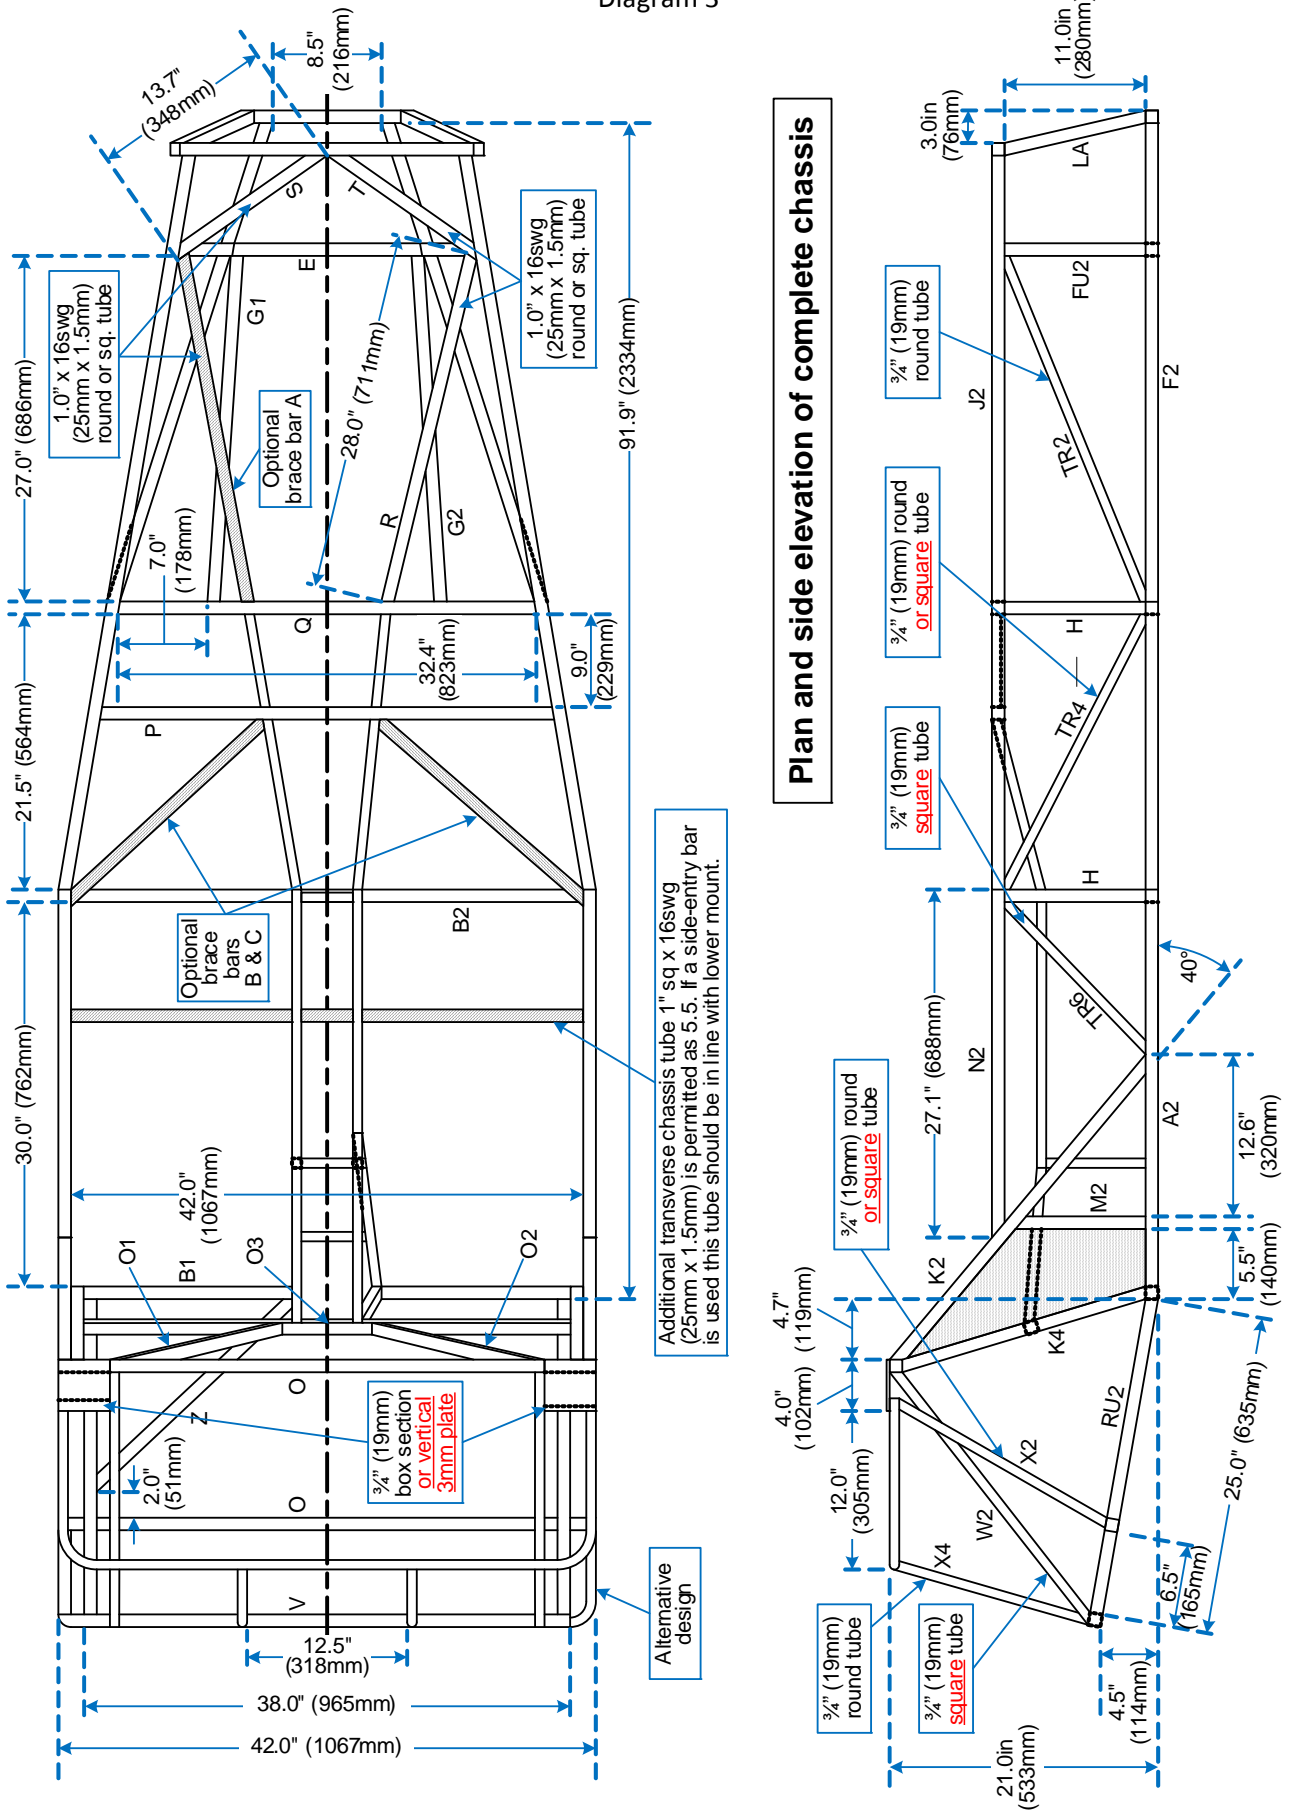 Diagram 3
13.7"
(348mm)
8.5"
(216mm)
1.0” x 16swg
(25mm x 1.5mm)
round or sq. tube
27.0" (686mm)
S
T
E
G1
1.0” x 16swg
(25mm x 1.5mm)
round or sq. tube
Optional
brace bar A
28.0" (711mm)
R
G2
91.9" (2334mm)
7.0"
(178mm)
Q
32.4"
(823mm)
9.0"
(229mm)
21.5" (564mm)
P
Optional
brace
bars
B & C
B2
30.0" (762mm)
42.0"
(1067mm)
Additional transverse chassis tube 1" sq x 16swg
(25mm x 1.5mm) is permitted as 5.5. If a side-entry bar
is used this tube should be in line with lower mount.
O1
B1
O3
O2
Z
O
¾” (19mm)
box section
or vertical
3mm plate
2.0"
(51mm)
O
V
Alternative
design
12.5"
(318mm)
38.0" (965mm)
42.0" (1067mm)
Plan and side elevation of complete chassis
11.0in
(280mm)
3.0in
(76mm)
LA
FU2
¾” (19mm)
round tube
J2
TR2
F2
¾” (19mm) round
or square tube
H
TR4
¾” (19mm)
square tube
H
N2
27.1" (688mm)
TR6
40°
A2
12.6"
(320mm)
¾” (19mm) round
or square tube
M2
K2
5.5"
(140mm)
4.7"
(119mm)
K4
4.0"
(102mm)
RU2
25.0" (635mm)
X2
12.0"
(305mm)
W2
X4
6.5"
(165mm)
¾” (19mm)
round tube
¾” (19mm)
square tube
4.5"
(114mm)
21.0in
(533mm)